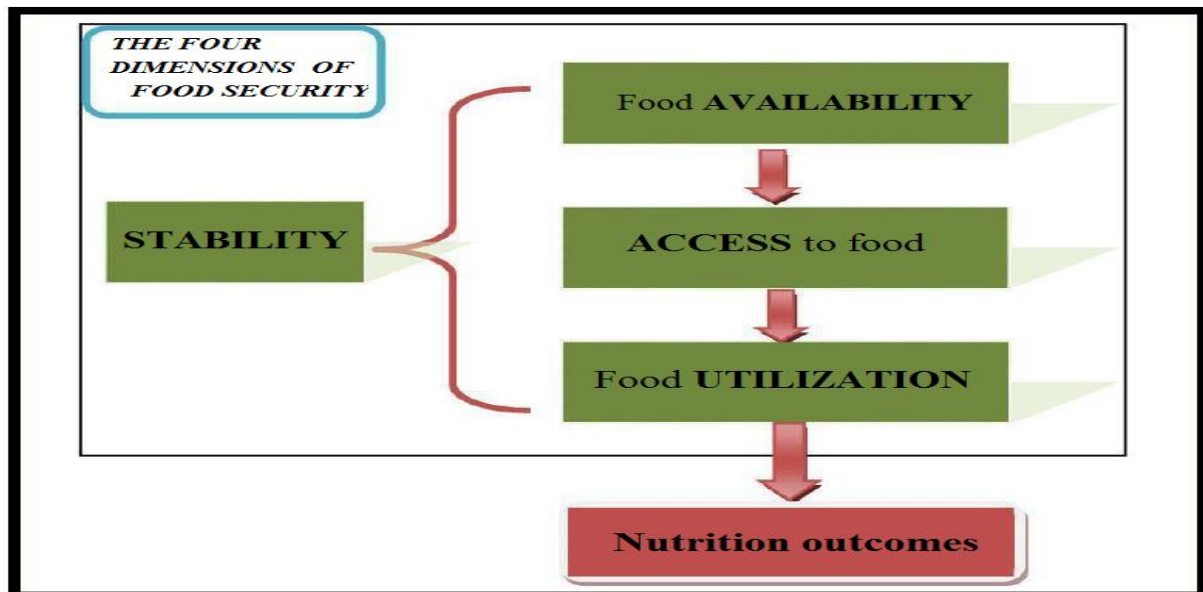 THE FOUR
DIMENSIONS OF
FOOD SECURITY
Food AVAILABILITY
STABILITY
ACCESS to food
Food UTILIZATION
Nutrition outcomes